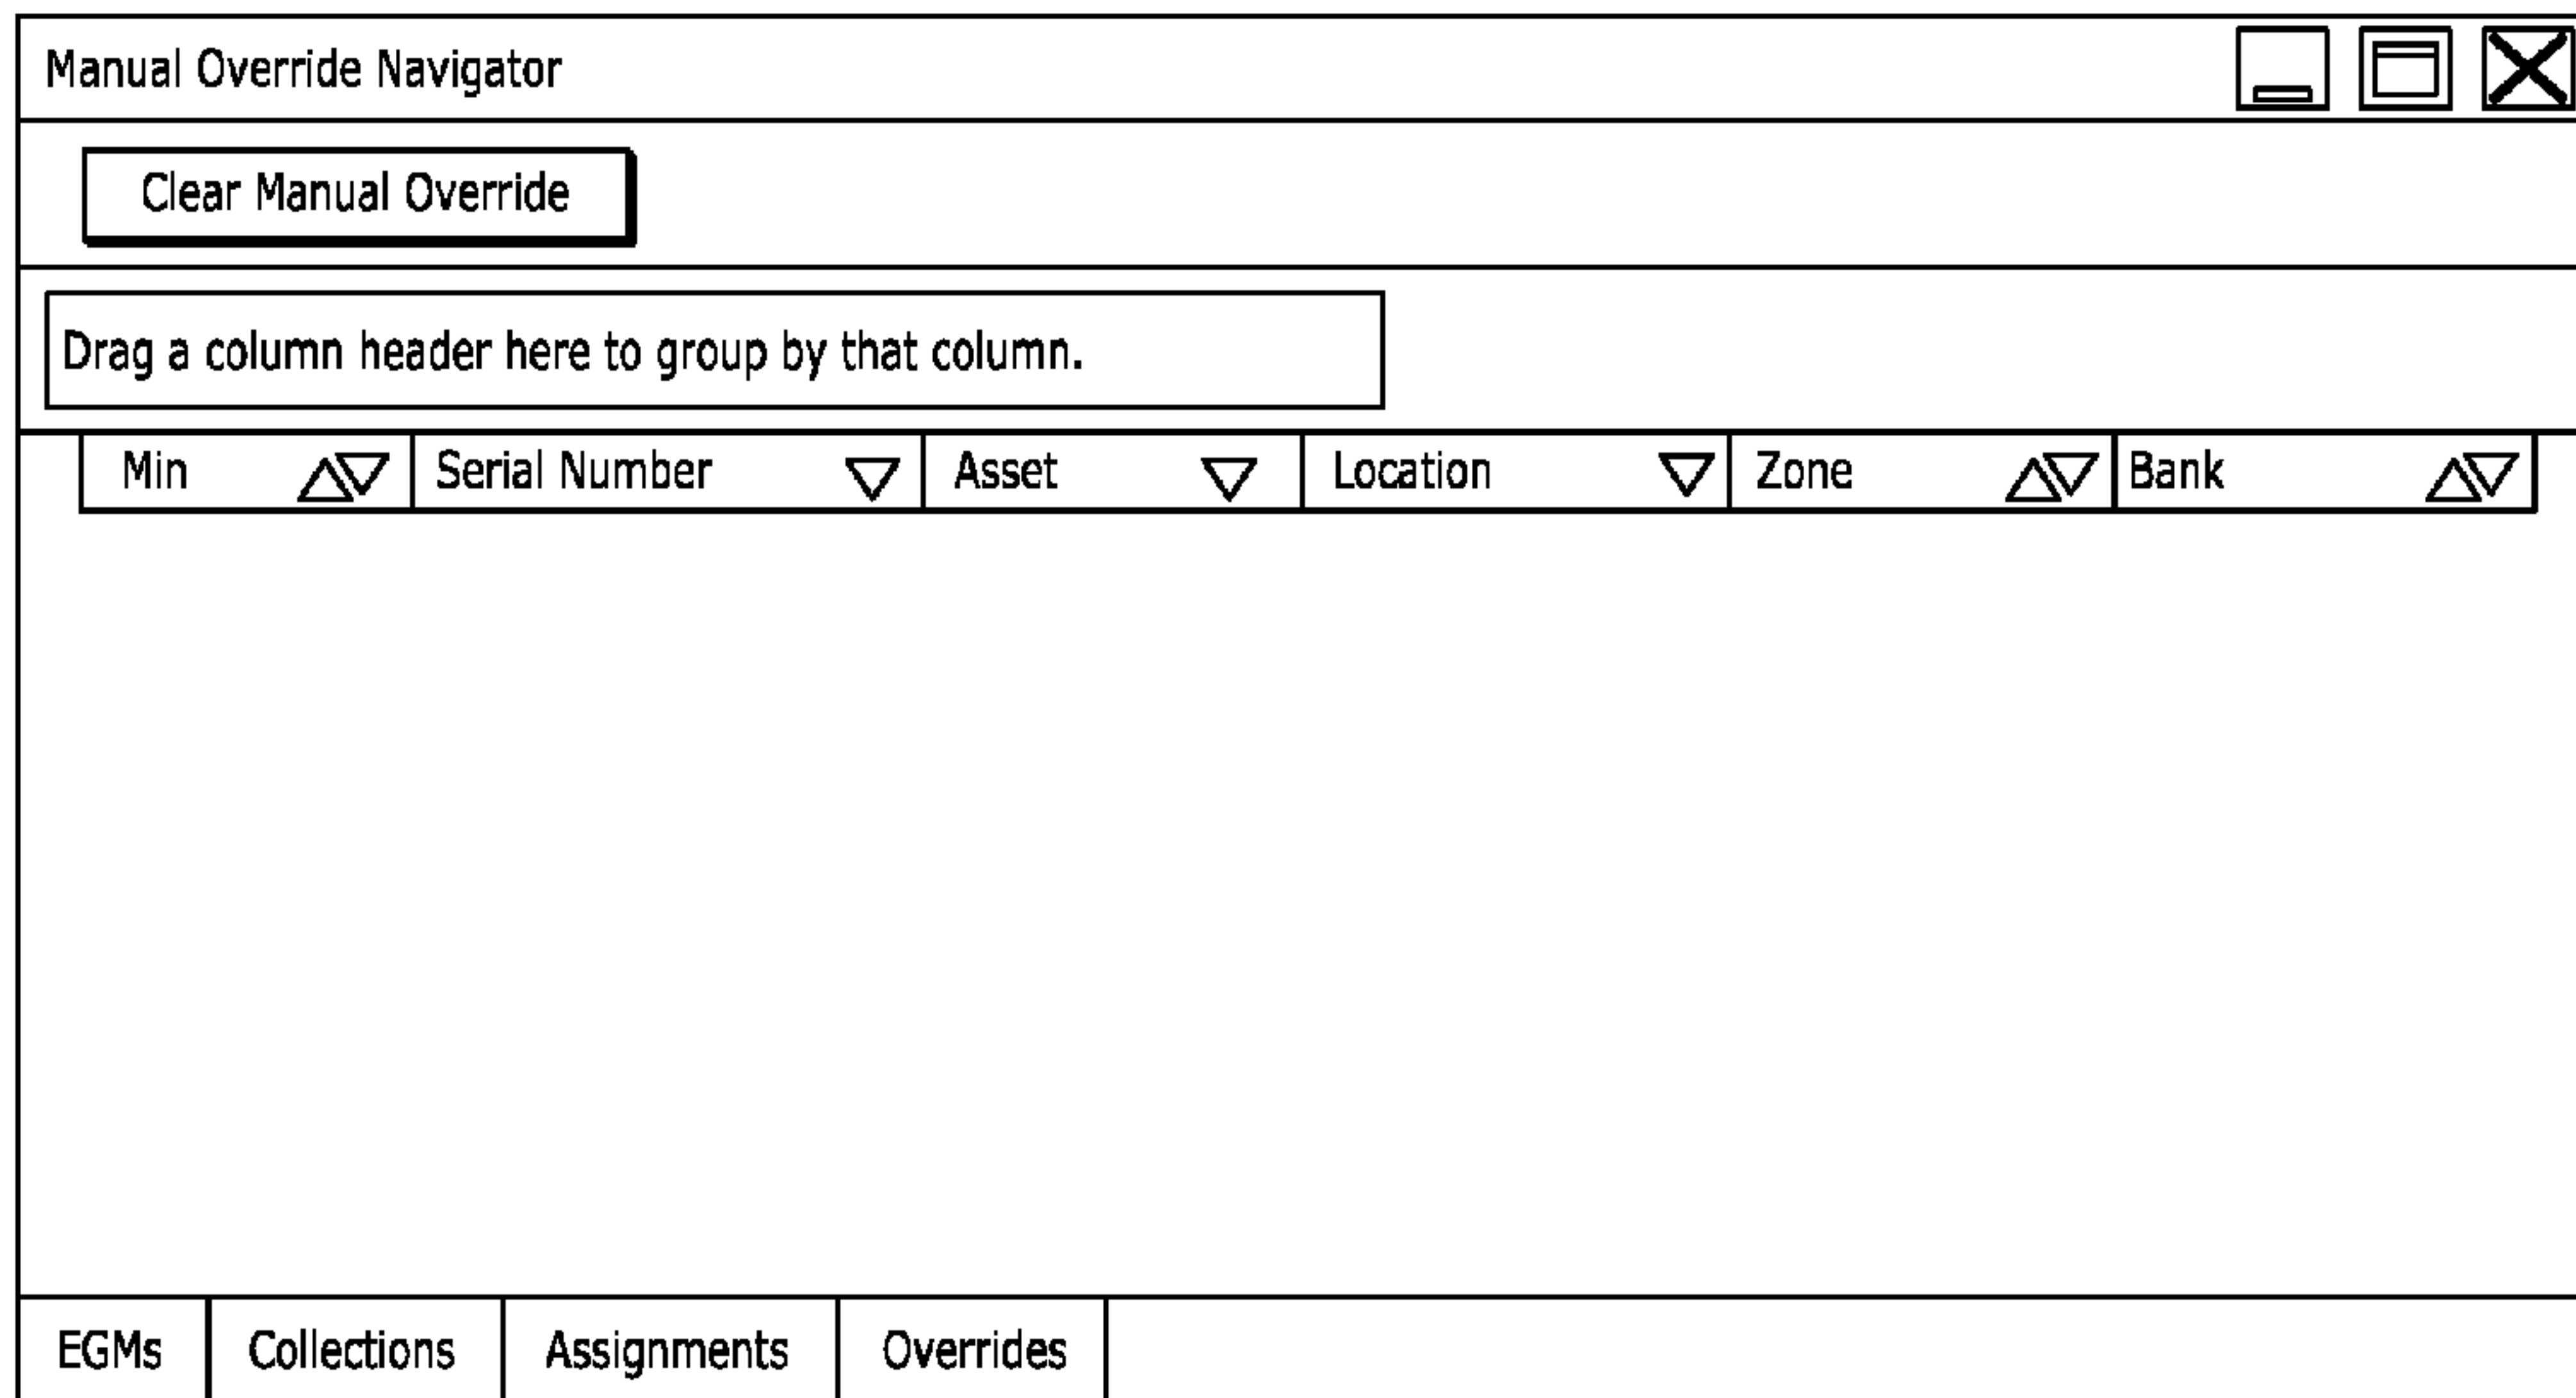 Manual Override Navigator
Clear Manual Override
Drag a column header here to group by that column.
Min Serial Number Asset Location Zone Bank
EGMs Collections Assignments Overrides